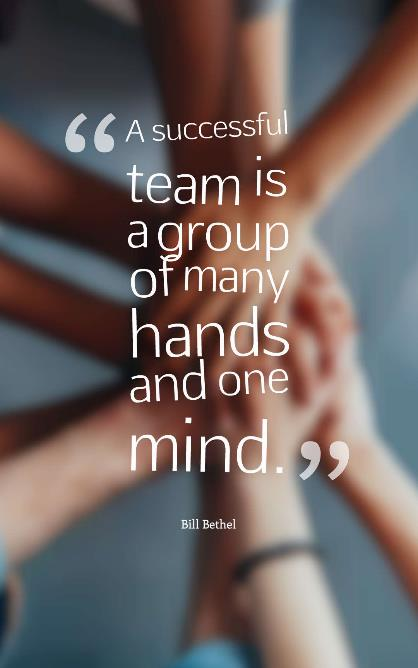 “A successful
team is
a group
of many
hands
and one
mind.”
Bill Bethel